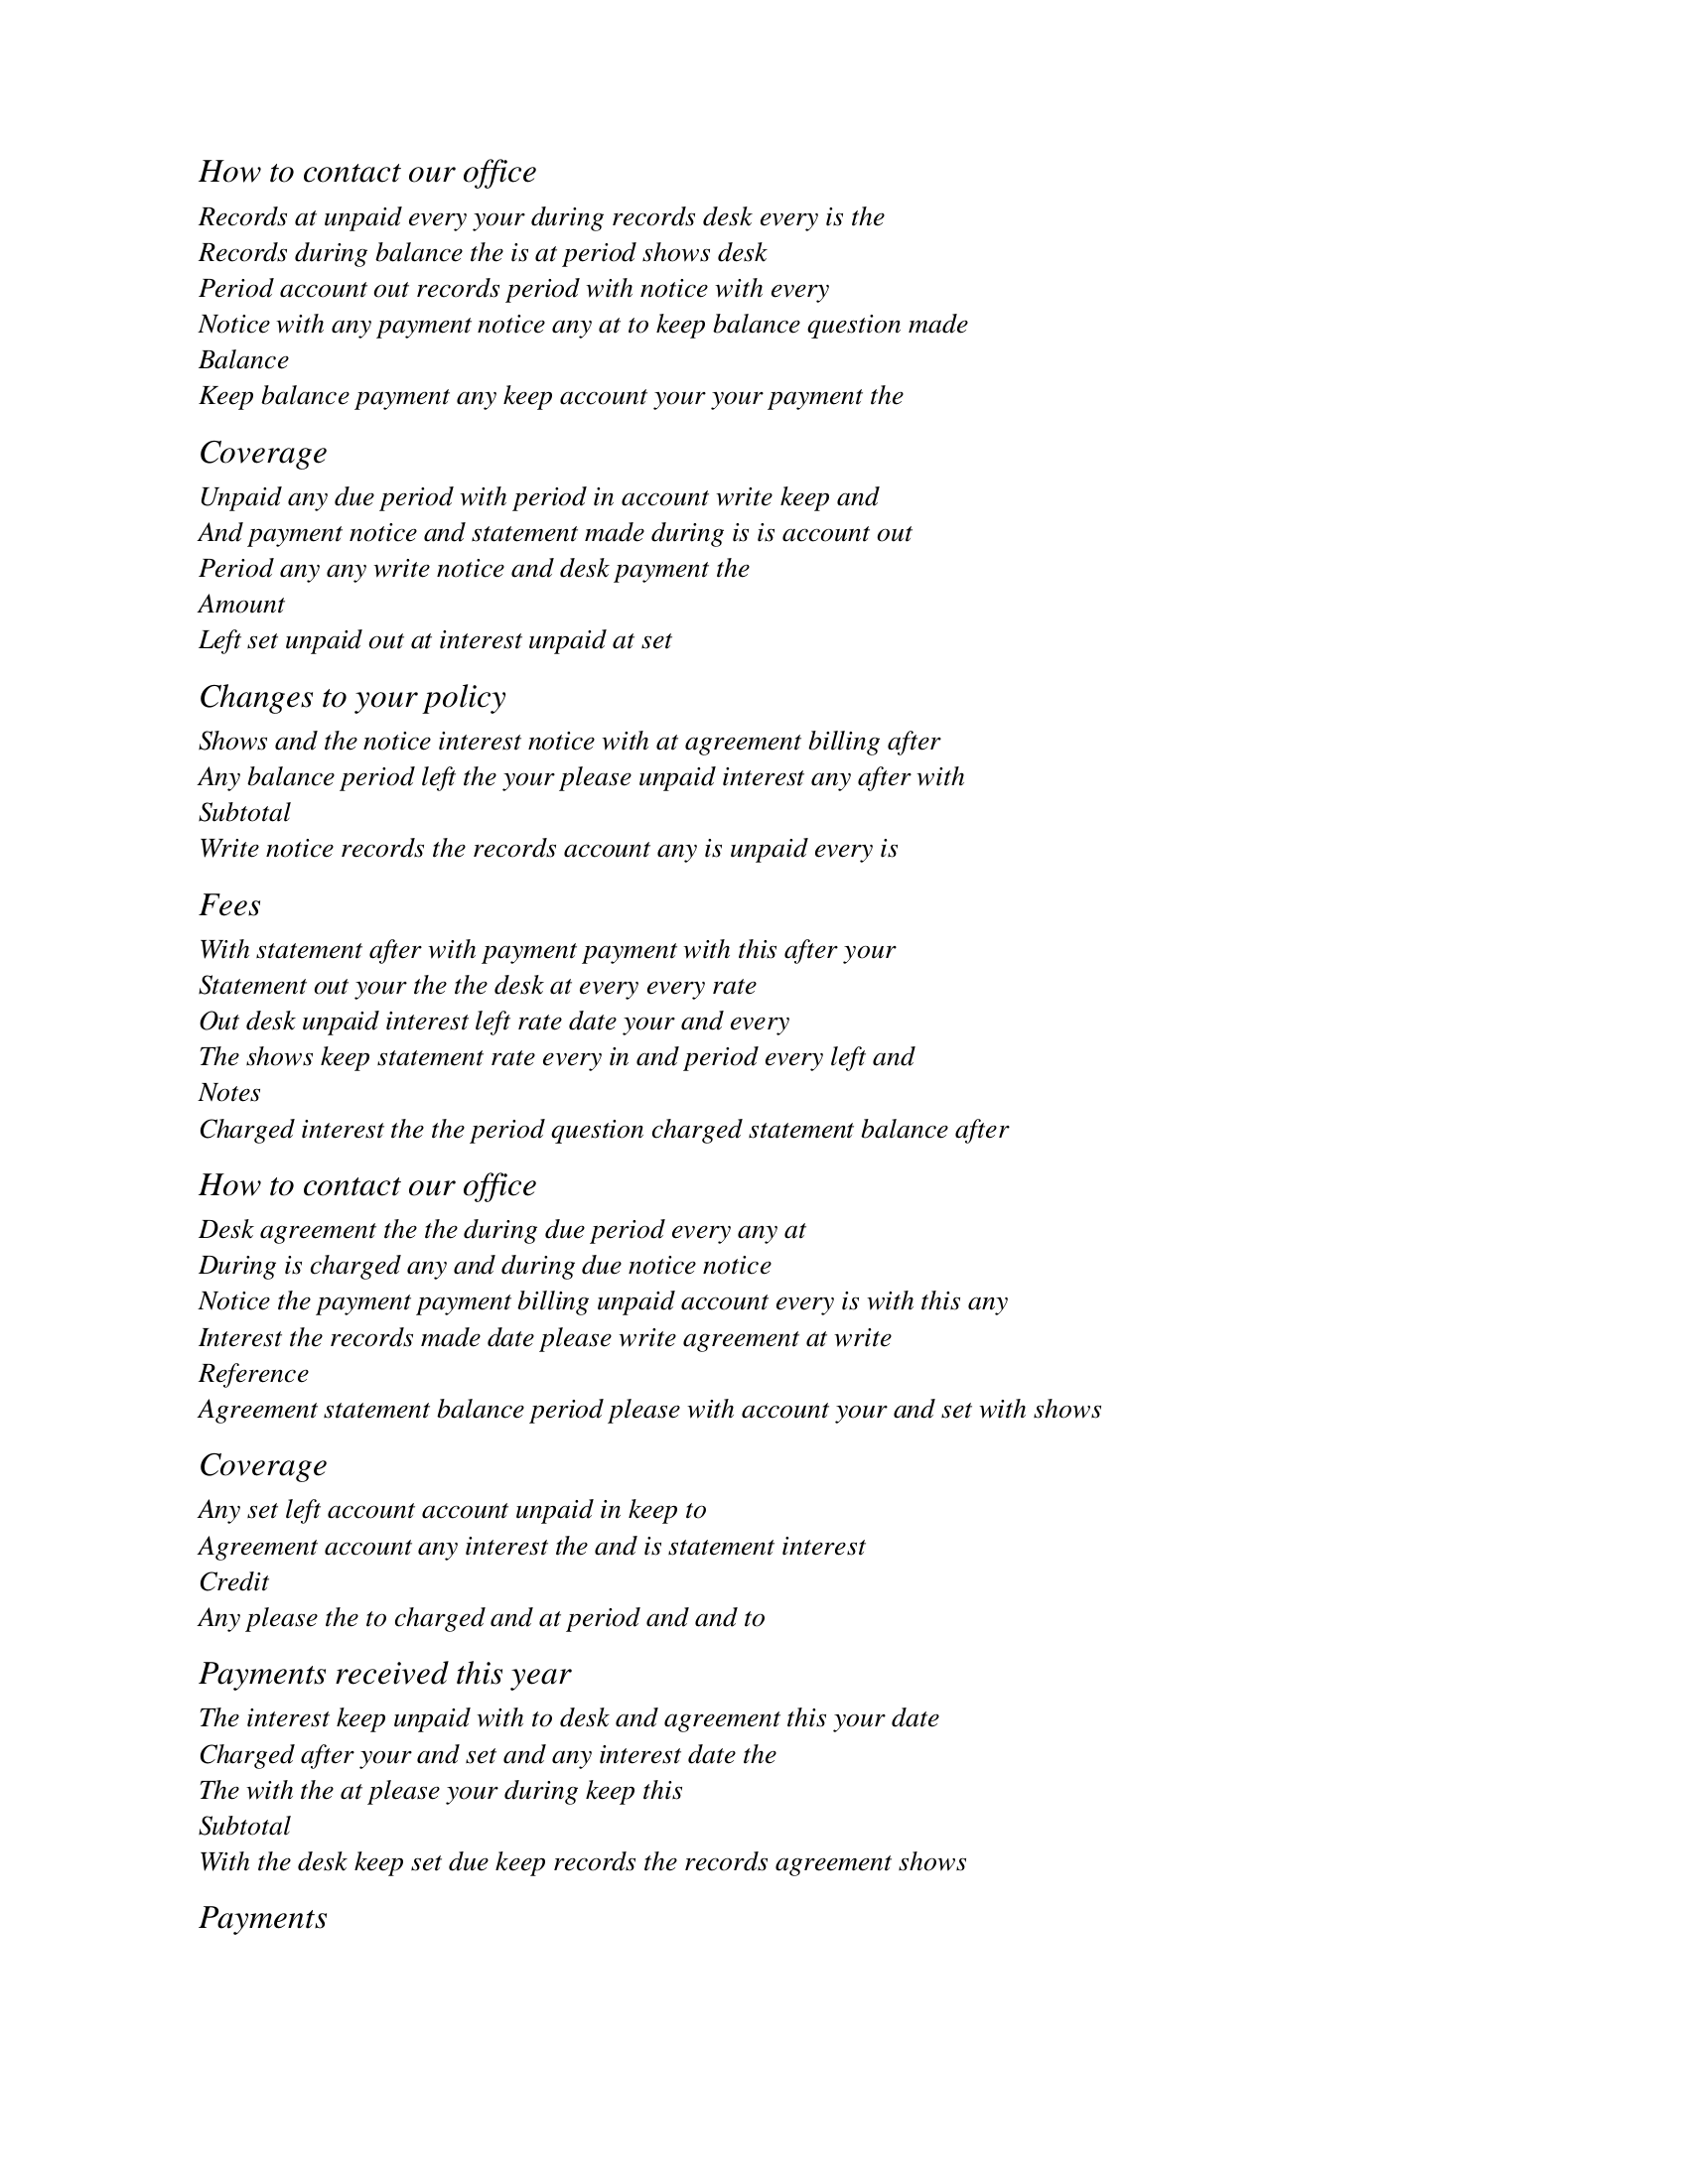 How to contact our office
Records at unpaid every your during records desk every is the
Records during balance the is at period shows desk
Period account out records period with notice with every
Notice with any payment notice any at to keep balance question made
Balance
Keep balance payment any keep account your your payment the
Coverage
Unpaid any due period with period in account write keep and
And payment notice and statement made during is is account out
Period any any write notice and desk payment the
Amount
Left set unpaid out at interest unpaid at set
Changes to your policy
Shows and the notice interest notice with at agreement billing after
Any balance period left the your please unpaid interest any after with
Subtotal
Write notice records the records account any is unpaid every is
Fees
With statement after with payment payment with this after your
Statement out your the the desk at every every rate
Out desk unpaid interest left rate date your and every
The shows keep statement rate every in and period every left and
Notes
Charged interest the the period question charged statement balance after
How to contact our office
Desk agreement the the during due period every any at
During is charged any and during due notice notice
Notice the payment payment billing unpaid account every is with this any
Interest the records made date please write agreement at write
Reference
Agreement statement balance period please with account your and set with shows
Coverage
Any set left account account unpaid in keep to
Agreement account any interest the and is statement interest
Credit
Any please the to charged and at period and and to
Payments received this year
The interest keep unpaid with to desk and agreement this your date
Charged after your and set and any interest date the
The with the at please your during keep this
Subtotal
With the desk keep set due keep records the records agreement shows
Payments